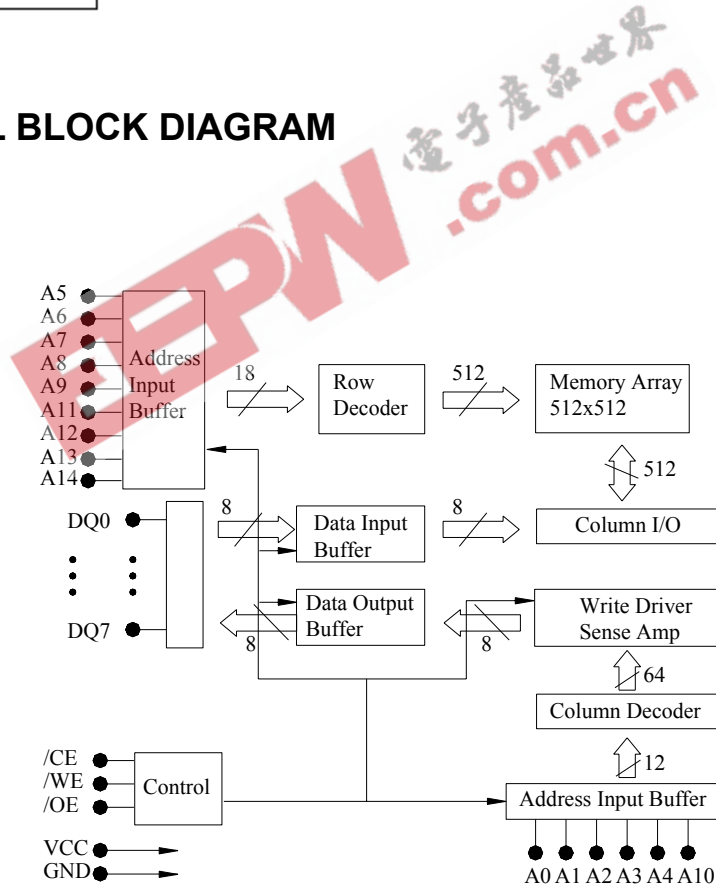 L BLOCK DIAGRAM
電子產品世界
EEPW
.com.cn
A5
A6
A7
A8
A9
A11
A12
A13
A14
Address
Input
Buffer
18
Row
Decoder
512
Memory Array
512x512
512
DQ0
DQ7
8
Data Input
Buffer
8
Column I/O
Data Output
Buffer
8
8
Write Driver
Sense Amp
64
Column Decoder
12
/CE
/WE
/OE
Control
Address Input Buffer
VCC
GND
A0 A1 A2 A3 A4 A10